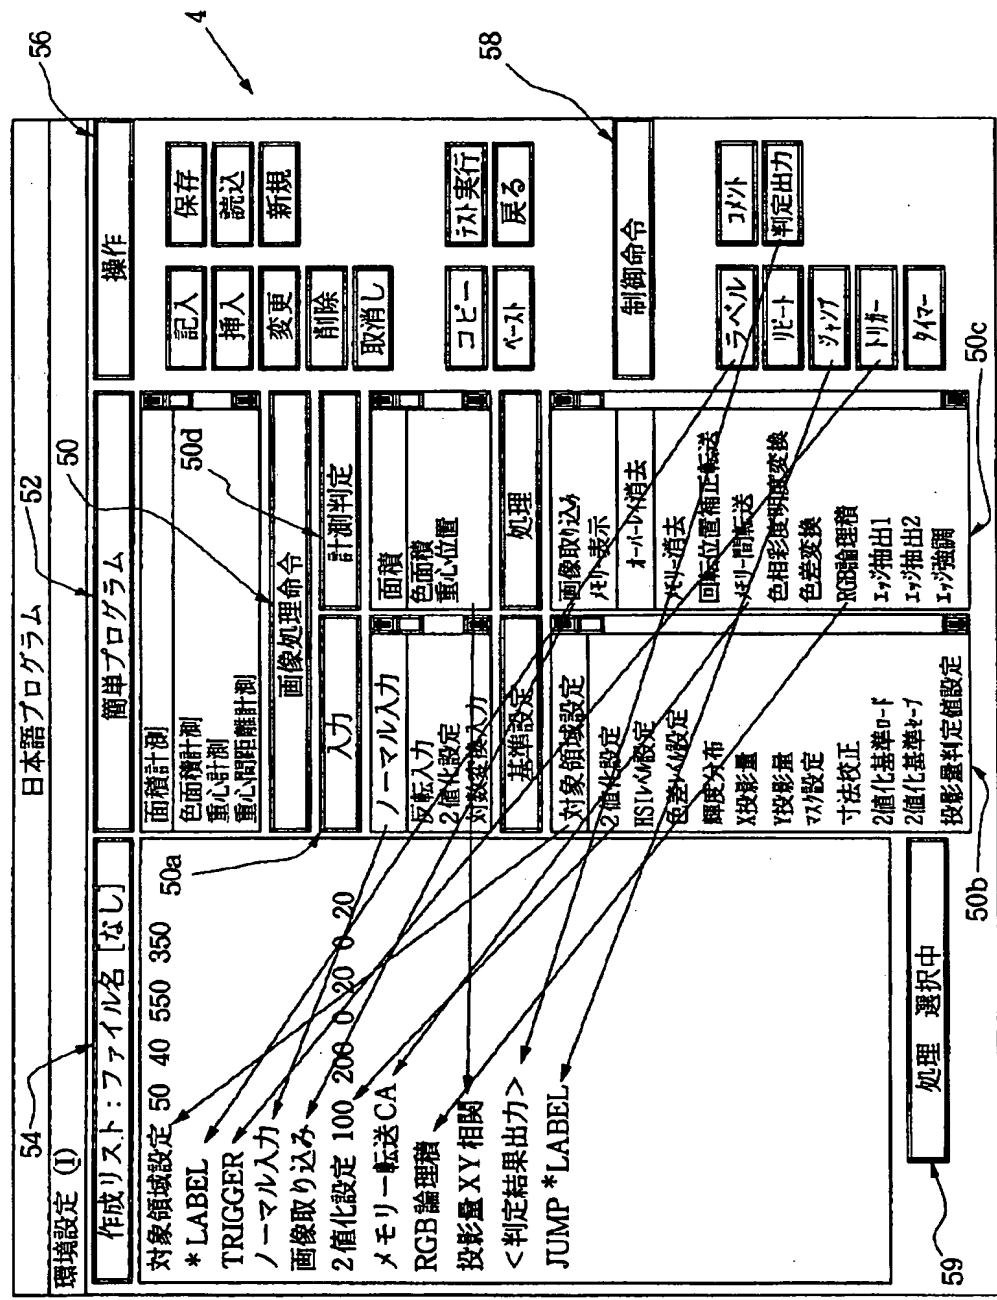 日本語プログラム
環境設定 (I)
54
52
50
56
4
作成リスト：ファイル名 [なし]
対象領域設定 50 40 550 350
*LABEL
TRIGGER
ノーマル入力
画像取り込み
2値化設定 100 200 0 20 0 20
メモリー転送CA
RGB論理積
投影量XY相関
<判定結果出力>
JUMP *LABEL
処理 選択中
59
簡単プログラム
面積計測
色面積計測
重心計測
重心間距離計測
画像処理命令
50a
入力
ノーマル入力
反転入力
2値化設定
対数変換入力
50d
計測判定
面積
色面積
重心位置
基準設定
対象領域設定
2値化設定
HSIレベル設定
色差レベル設定
輝度分布
X投影量
Y投影量
マスク設定
寸法校正
2値化基準ロード
2値化基準セーブ
投影量判定値設定
50b
処理
画像取り込み
メモリー表示
オーバーレイ消去
メモリー消去
回転位置補正転送
メモリー間転送
色相彩度明度変換
色差変換
RGB論理積
エッジ抽出1
エッジ抽出2
エッジ強調
50c
操作
記入
保存
挿入
読込
変更
新規
削除
取消し
コピー
テスト実行
ペースト
戻る
58
制御命令
ラベル
コメント
リピート
判定出力
ジャンプ
トリガー
タイマー